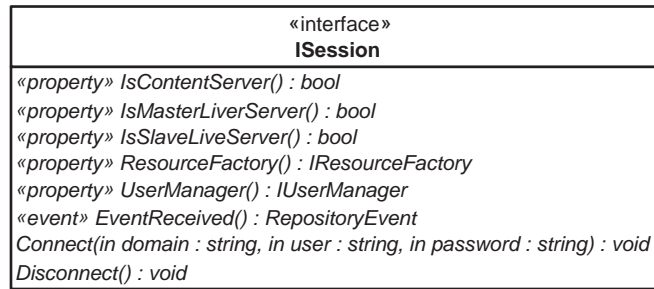 «interface»
ISession
«property» IsContentServer() : bool
«property» IsMasterLiverServer() : bool
«property» IsSlaveLiveServer() : bool
«property» ResourceFactory() : IResourceFactory
«property» UserManager() : IUserManager
«event» EventReceived() : RepositoryEvent
Connect(in domain : string, in user : string, in password : string) : void
Disconnect() : void